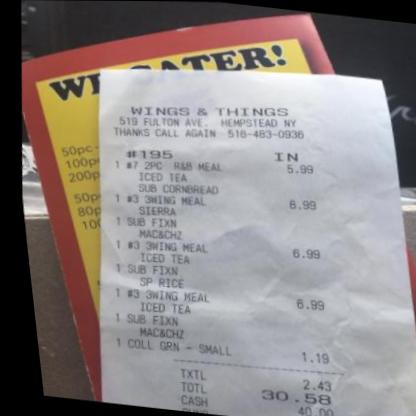 WE CATER!
50pc-
100pc
200p
50p
80p
10
WINGS & THINGS
519 FULTON AVE. HEMPSTEAD NY
THANKS CALL AGAIN 516-483-0936
#195 IN
1 #7 2PC R&B MEAL 5.99
ICED TEA
SUB CORNBREAD
1 #3 3WING MEAL 6.99
SIERRA
1 SUB FIXN
MAC&CHZ
1 #3 3WING MEAL 6.99
ICED TEA
1 SUB FIXN
SP RICE
1 #3 3WING MEAL 6.99
ICED TEA
1 SUB FIXN
MAC&CHZ
1 COLL GRN - SMALL 1.19
TXTL 2.43
TOTL 30.58
CASH 40.00